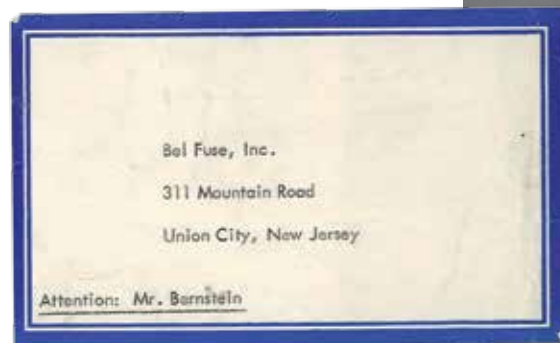 Bel Fuse, Inc.
311 Mountain Road
Union City, New Jersey
Attention: Mr. Bernstein